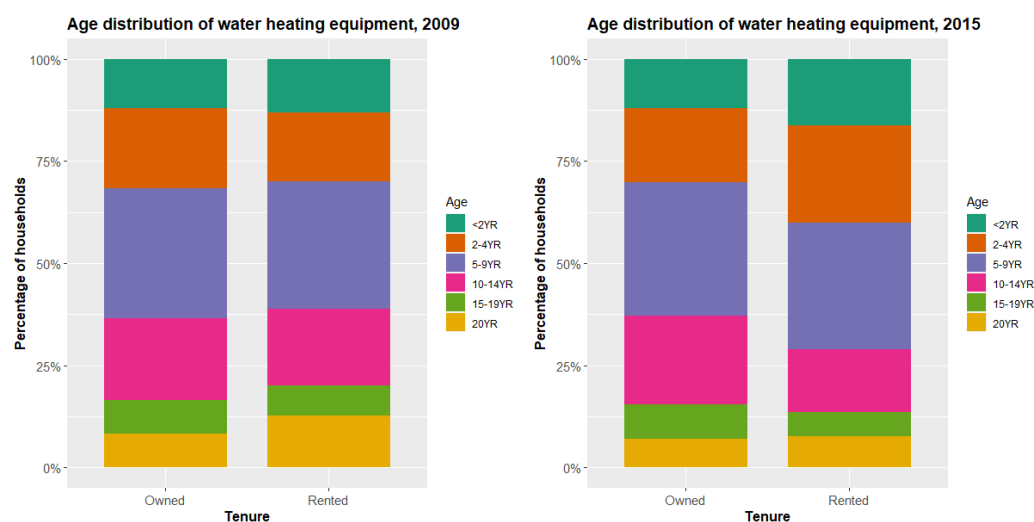 Age distribution of water heating equipment, 2009
100%
75%
50%
25%
0%
Percentage of households
Owned
Rented
Tenure
Age
<2YR
2-4YR
5-9YR
10-14YR
15-19YR
20YR
Age distribution of water heating equipment, 2015
100%
75%
50%
25%
0%
Percentage of households
Owned
Rented
Tenure
Age
<2YR
2-4YR
5-9YR
10-14YR
15-19YR
20YR